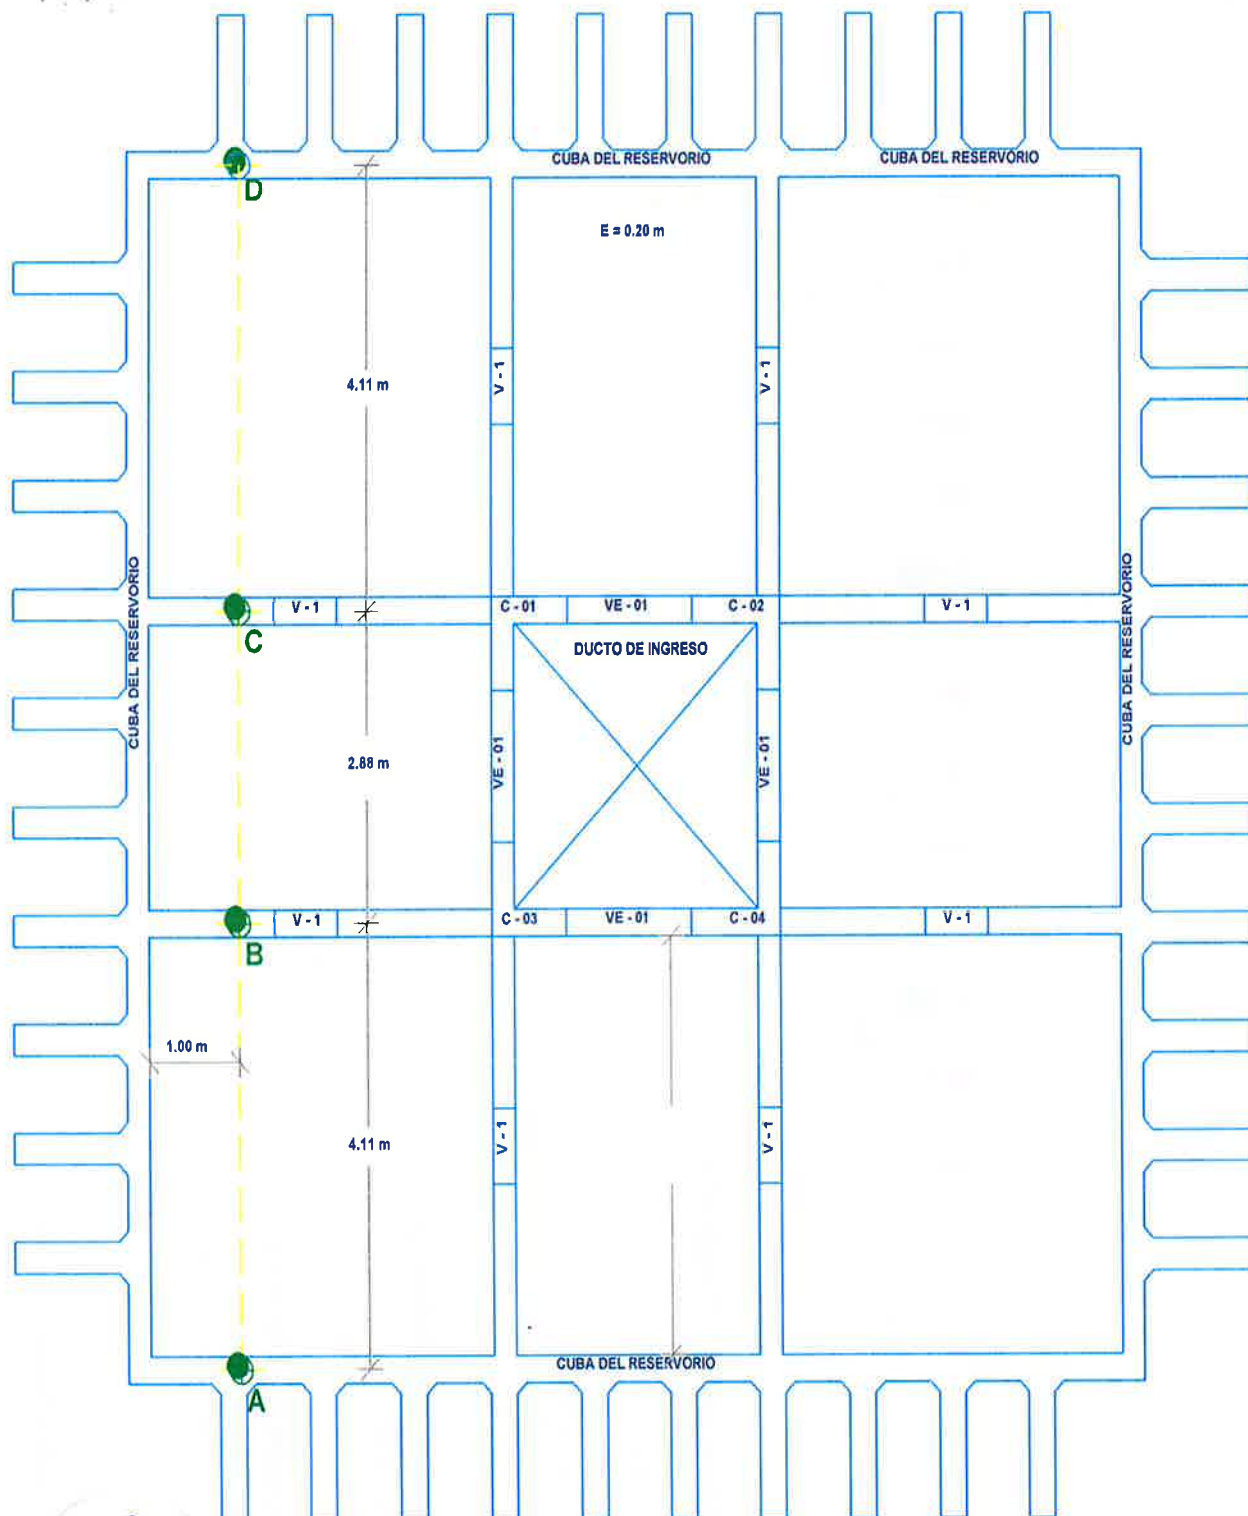 CUBA DEL RESERVORIO
CUBA DEL RESERVORIO
D
E = 0.20 m
4.11 m
V - 1
V - 1
CUBA DEL RESERVORIO
CUBA DEL RESERVORIO
V - 1
C - 01
VE - 01
C - 02
V - 1
C
DUCTO DE INGRESO
2.88 m
VE - 01
VE - 01
V - 1
C - 03
VE - 01
C - 04
V - 1
B
1.00 m
4.11 m
V - 1
V - 1
CUBA DEL RESERVORIO
A